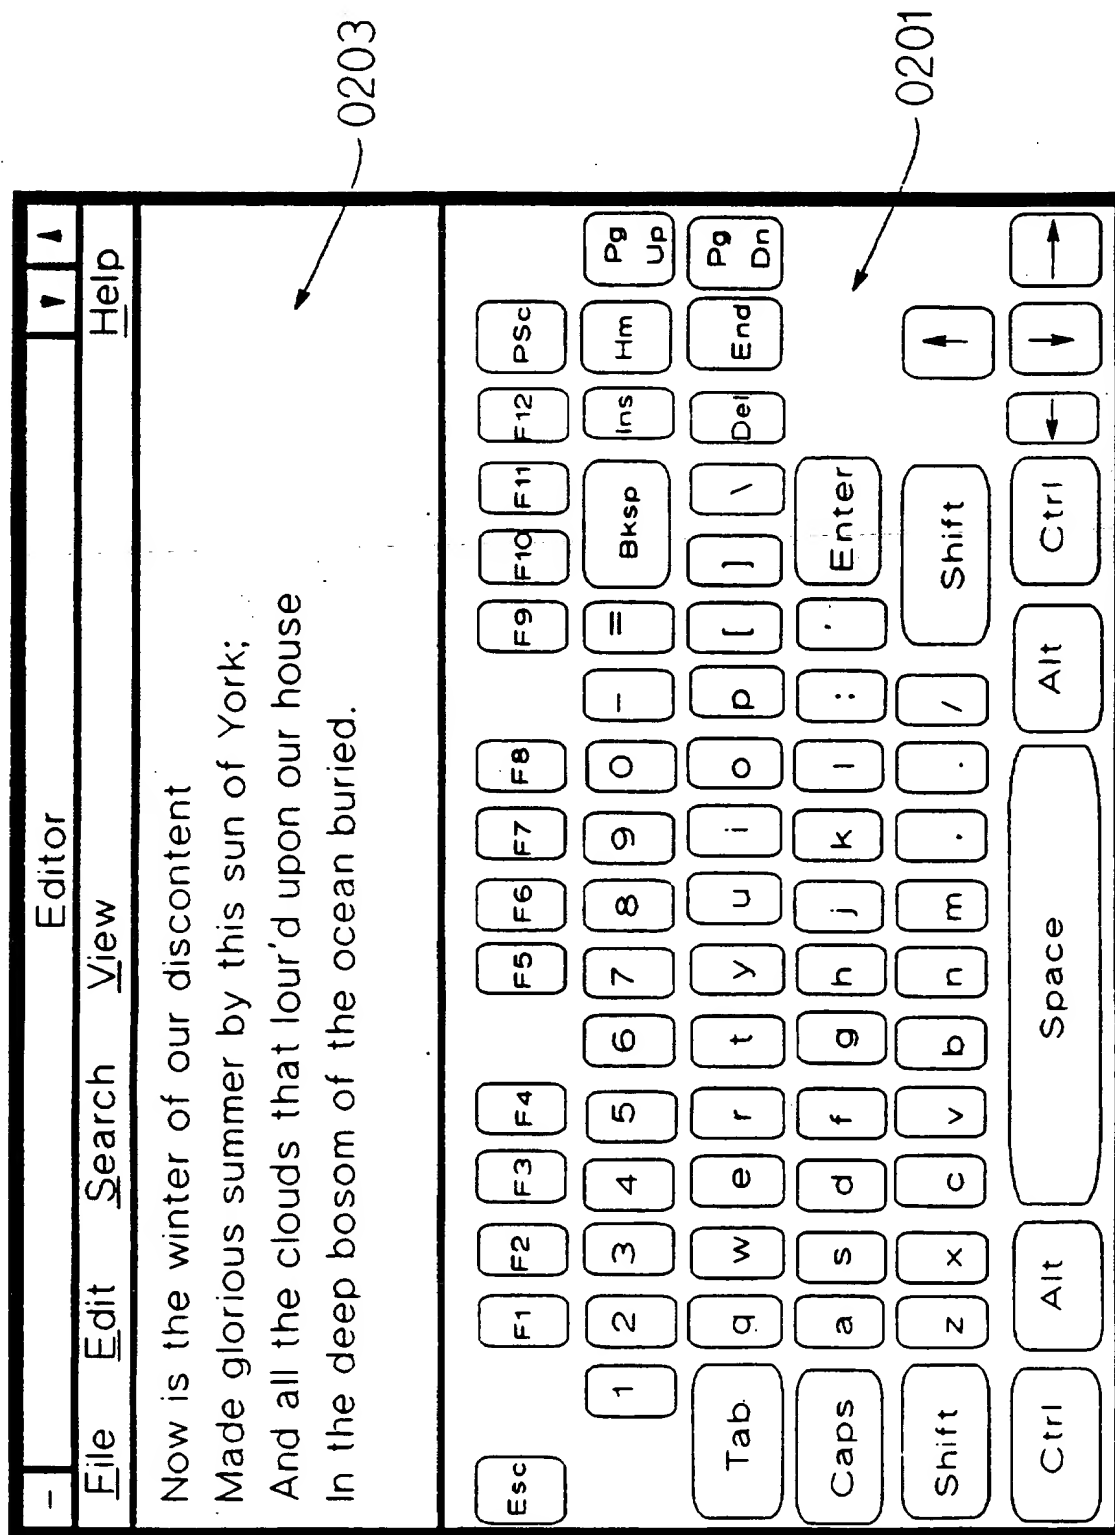 Editor
- ▼ ▲
File Edit Search View Help
Now is the winter of our discontent
Made glorious summer by this sun of York;
And all the clouds that lour'd upon our house
In the deep bosom of the ocean buried.
0203
Esc F1 F2 F3 F4 F5 F6 F7 F8 F9 F10 F11 F12 PSc
1 2 3 4 5 6 7 8 9 0 - = Bksp Ins Hm Pg Up
Tab q w e r t y u i o p [ ] \ Del End Pg Dn
Caps a s d f g h j k l : ' Enter
Shift z x c v b n m . . / Shift ↑
Ctrl Alt Space Alt Ctrl ← ↓ →
0201